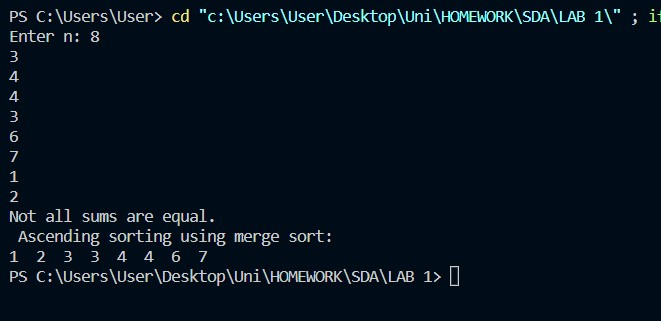 PS C:\Users\User> cd "c:\Users\User\Desktop\Uni\HOMEWORK\SDA\LAB 1\" ; if
Enter n: 8
3
4
4
3
6
7
1
2
Not all sums are equal.
 Ascending sorting using merge sort:
1  2  3  3  4  4  6  7
PS C:\Users\User\Desktop\Uni\HOMEWORK\SDA\LAB 1>